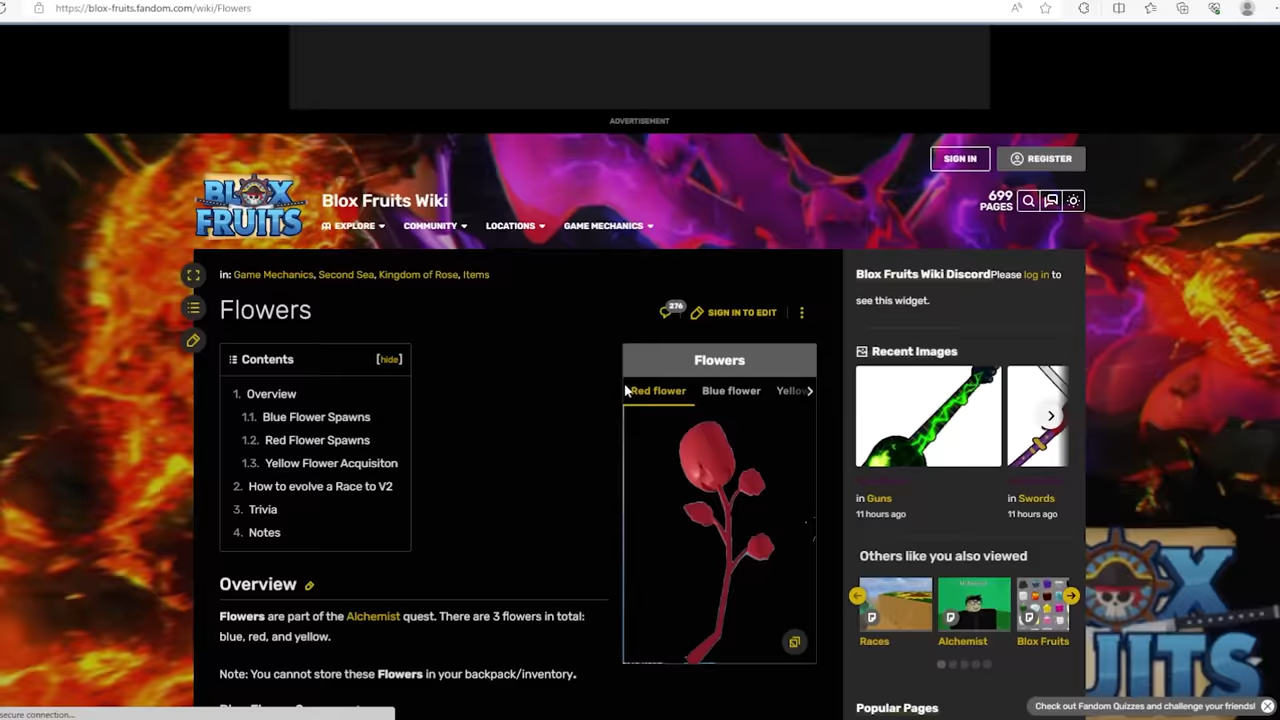 https://blox-fruits.fandom.com/wiki/Flowers
ADVERTISEMENT
SIGN IN
REGISTER
BLOX FRUITS
Blox Fruits Wiki
699 PAGES
EXPLORE
COMMUNITY
LOCATIONS
GAME MECHANICS
in: Game Mechanics, Second Sea, Kingdom of Rose, Items
Flowers
276
SIGN IN TO EDIT
Contents [hide]
1. Overview
1.1. Blue Flower Spawns
1.2. Red Flower Spawns
1.3. Yellow Flower Acquisiton
2. How to evolve a Race to V2
3. Trivia
4. Notes
Flowers
Red flower Blue flower Yellow
Overview
Flowers are part of the Alchemist quest. There are 3 flowers in total:
blue, red, and yellow.
Note: You cannot store these Flowers in your backpack/inventory.
Blox Fruits Wiki DiscordPlease log in to
see this widget.
Recent Images
in Guns
11 hours ago
in Swords
11 hours ago
Others like you also viewed
Races
Alchemist
Blox Fruits
Popular Pages
Check out Fandom Quizzes and challenge your friends!
secure connection...